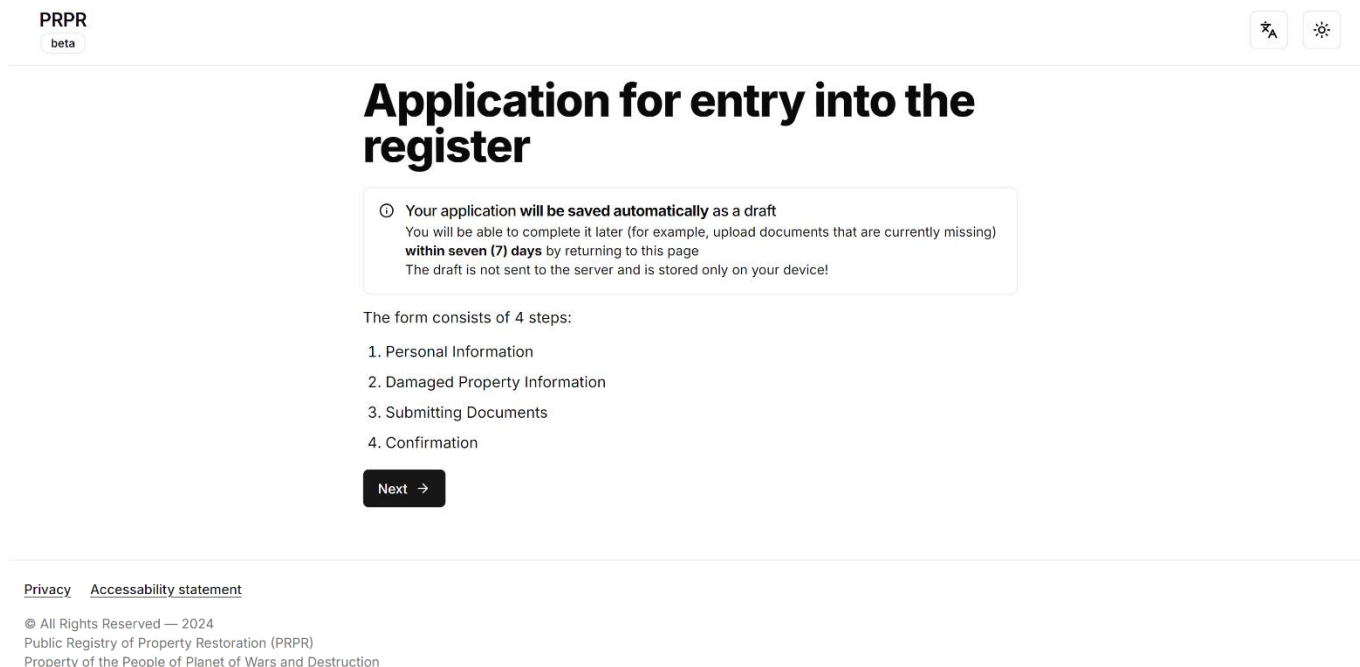 PRPR
beta
Application for entry into the
register
Your application will be saved automatically as a draft
You will be able to complete it later (for example, upload documents that are currently missing)
within seven (7) days by returning to this page
The draft is not sent to the server and is stored only on your device!
The form consists of 4 steps:
1. Personal Information
2. Damaged Property Information
3. Submitting Documents
4. Confirmation
Next →
Privacy Accessability statement
© All Rights Reserved — 2024
Public Registry of Property Restoration (PRPR)
Property of the People of Planet of Wars and Destruction